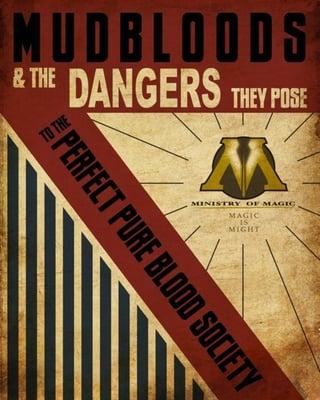 MUDBLOODS
& THE DANGERS THEY POSE
TO THE
PERFECT PURE BLOOD SOCIETY
M
MINISTRY OF MAGIC
MAGIC
IS
MIGHT